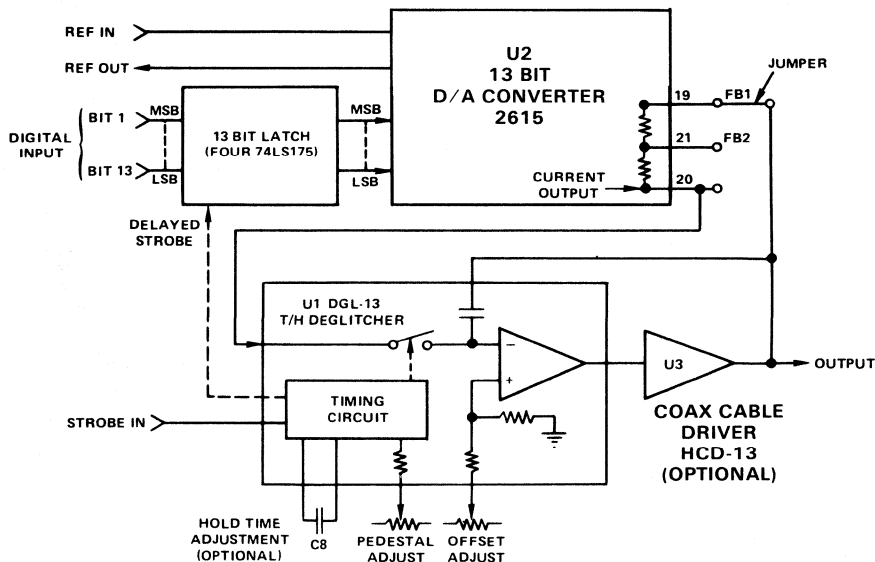 REF IN
REF OUT
U2
13 BIT
D/A CONVERTER
2615
19
FB1
JUMPER
21
FB2
20
CURRENT
OUTPUT
DIGITAL
INPUT
BIT 1
BIT 13
MSB
LSB
13 BIT LATCH
(FOUR 74LS175)
MSB
LSB
DELAYED
STROBE
U1 DGL-13
T/H DEGLITCHER
−
+
U3
OUTPUT
TIMING
CIRCUIT
STROBE IN
COAX CABLE
DRIVER
HCD-13
(OPTIONAL)
HOLD TIME
ADJUSTMENT
(OPTIONAL)
C8
PEDESTAL
ADJUST
OFFSET
ADJUST